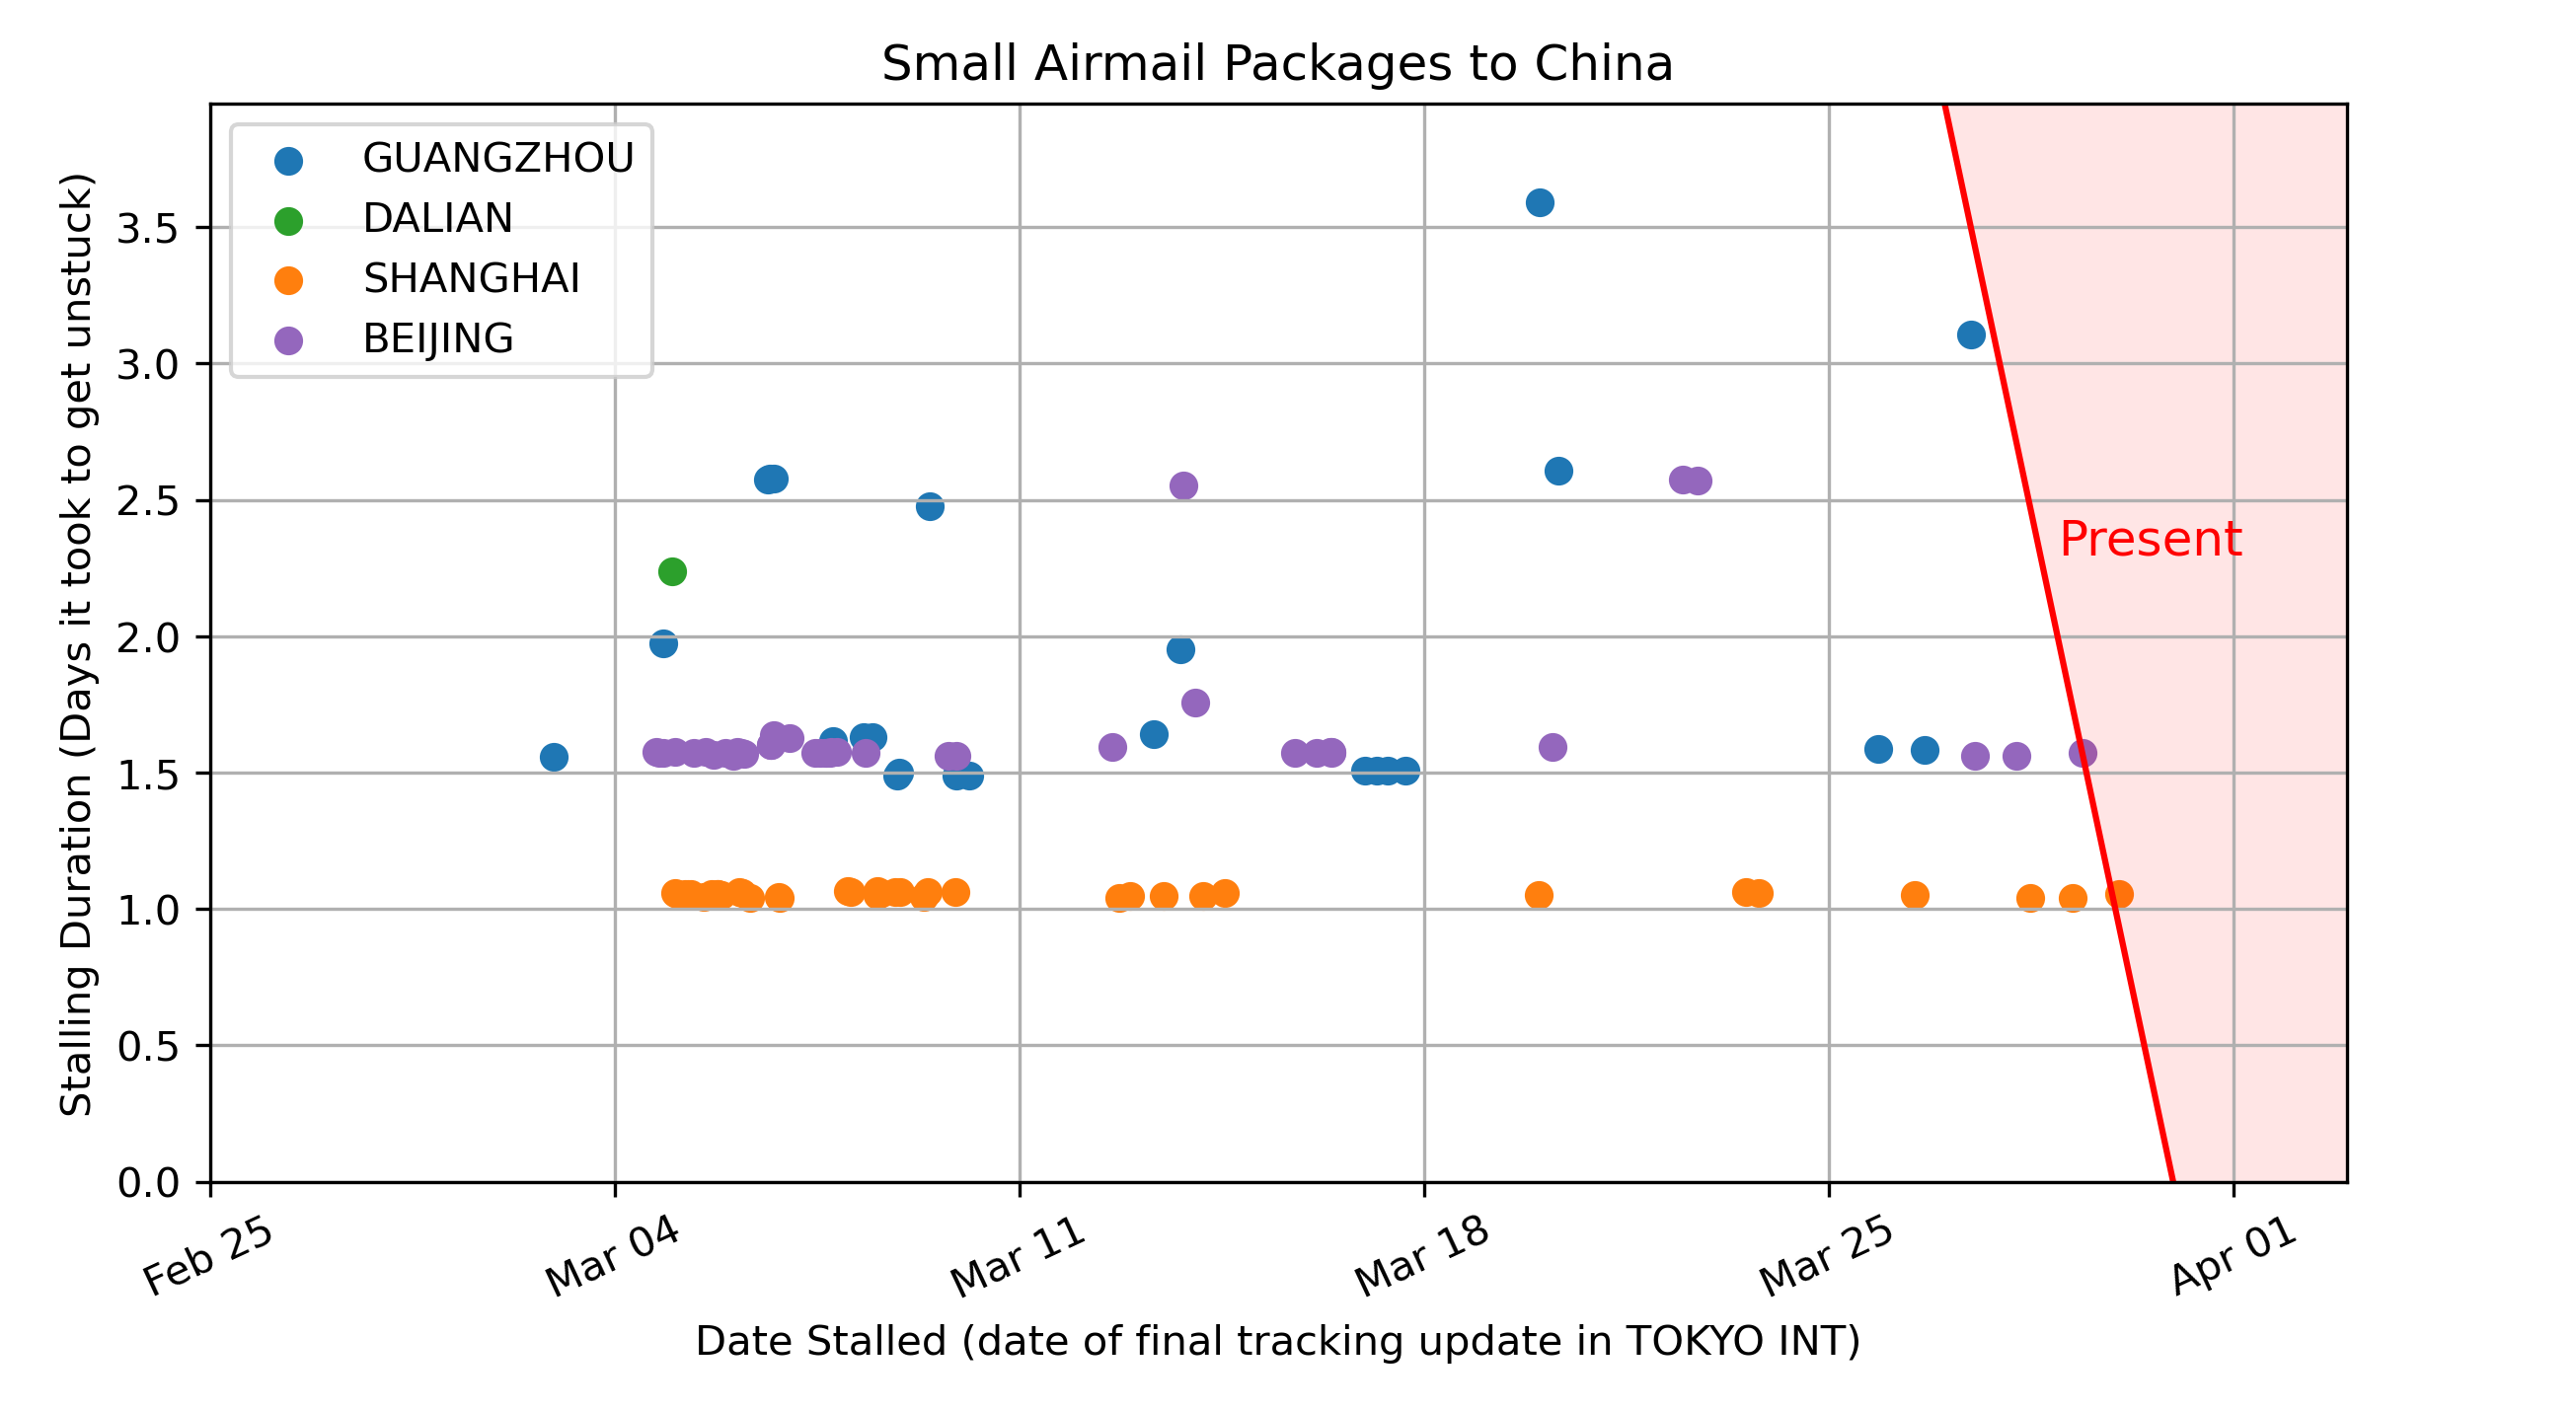 Small Airmail Packages to China
GUANGZHOU
DALIAN
SHANGHAI
BEIJING
Present
Stalling Duration (Days it took to get unstuck)
3.5
3.0
2.5
2.0
1.5
1.0
0.5
0.0
Feb 25
Mar 04
Mar 11
Mar 18
Mar 25
Apr 01
Date Stalled (date of final tracking update in TOKYO INT)